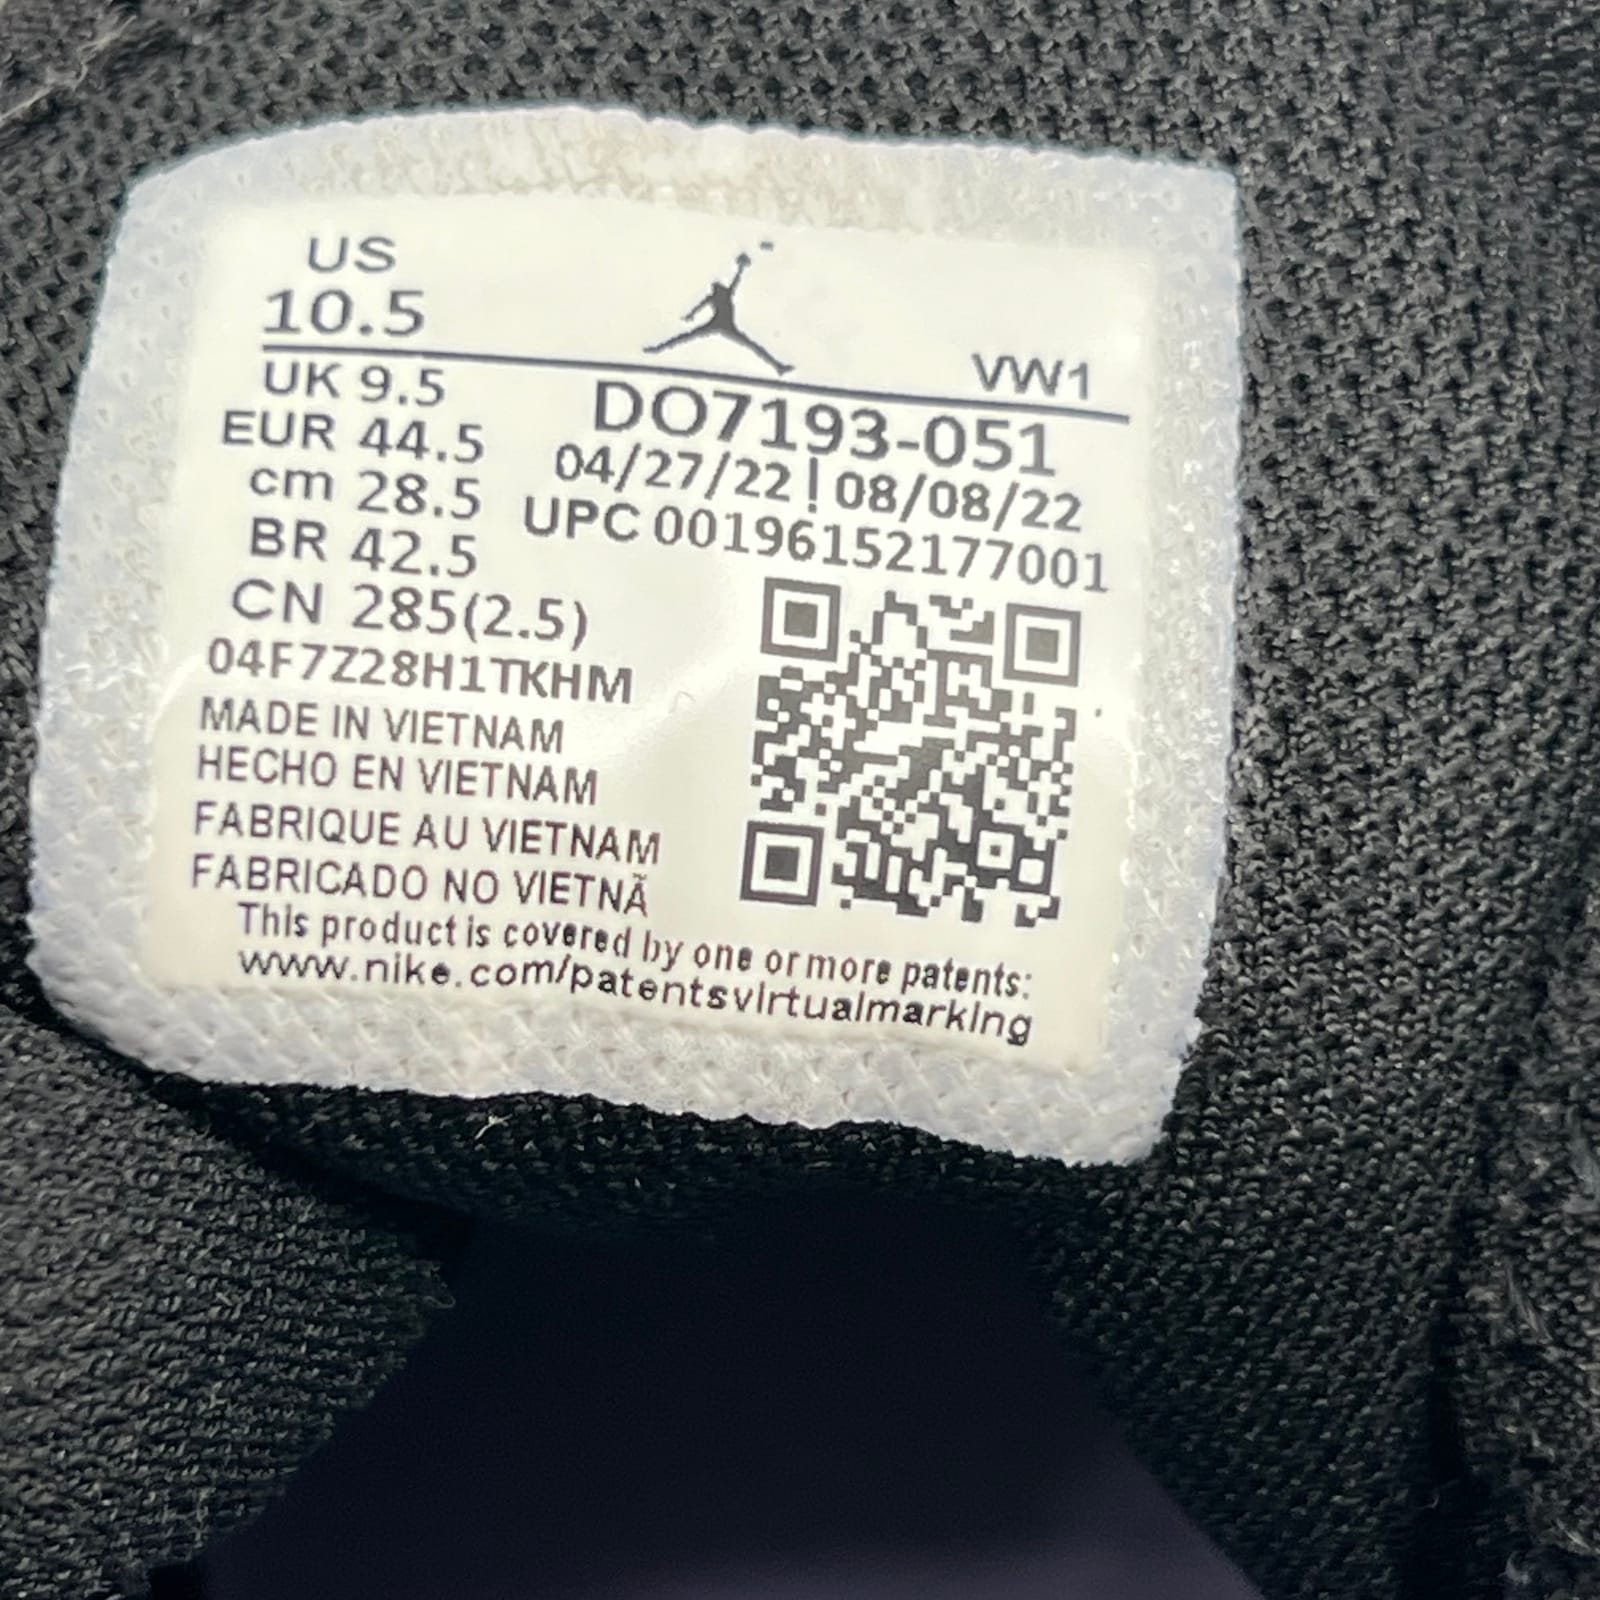 US
10.5
VW1
UK 9.5
EUR 44.5
cm 28.5
BR 42.5
CN 285(2.5)
DO7193-051
04/27/22 | 08/08/22
UPC 00196152177001
04F7Z28H1TKHM
MADE IN VIETNAM
HECHO EN VIETNAM
FABRIQUE AU VIETNAM
FABRICADO NO VIETNÃ
This product is covered by one or more patents:
www.nike.com/patentsvirtualmarking